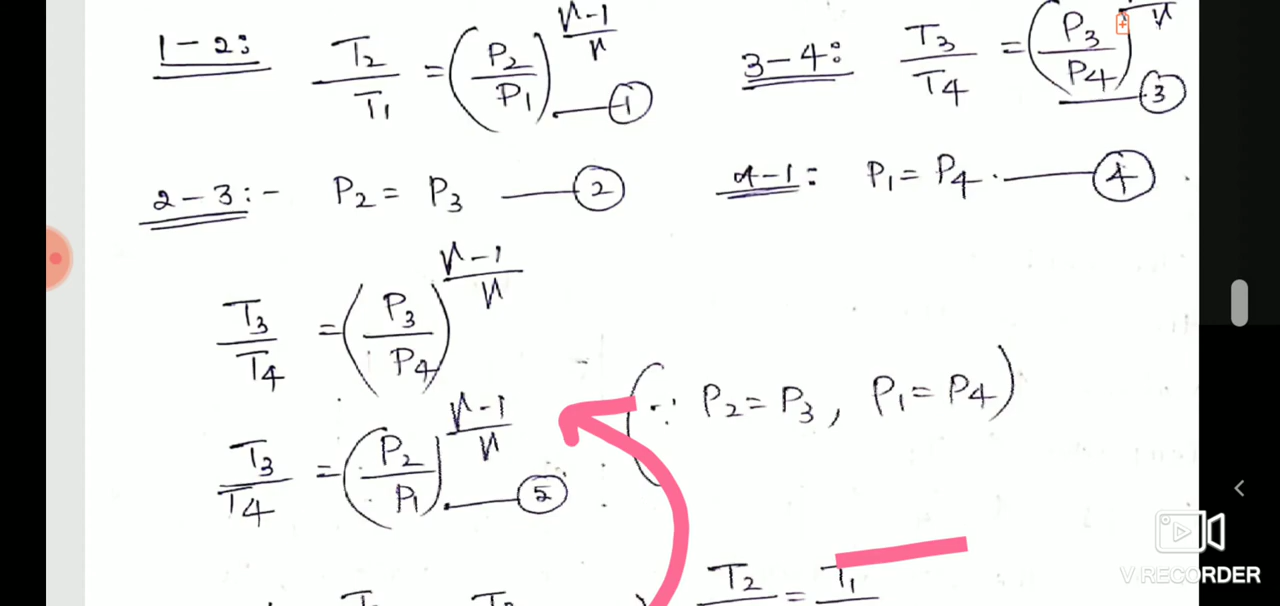 1-2: T2/T1 = (P2/P1)^(γ-1)/γ —①
3-4: T3/T4 = (P3/P4) —③
2-3:- P2 = P3 —②
4-1: P1 = P4. —④
T3/T4 = (P3/P4)^(γ-1)/γ
T3/T4 = (P2/P1)^(γ-1)/γ —⑤
(∵ P2 = P3, P1 = P4)
T2 = T1
V RECORDER